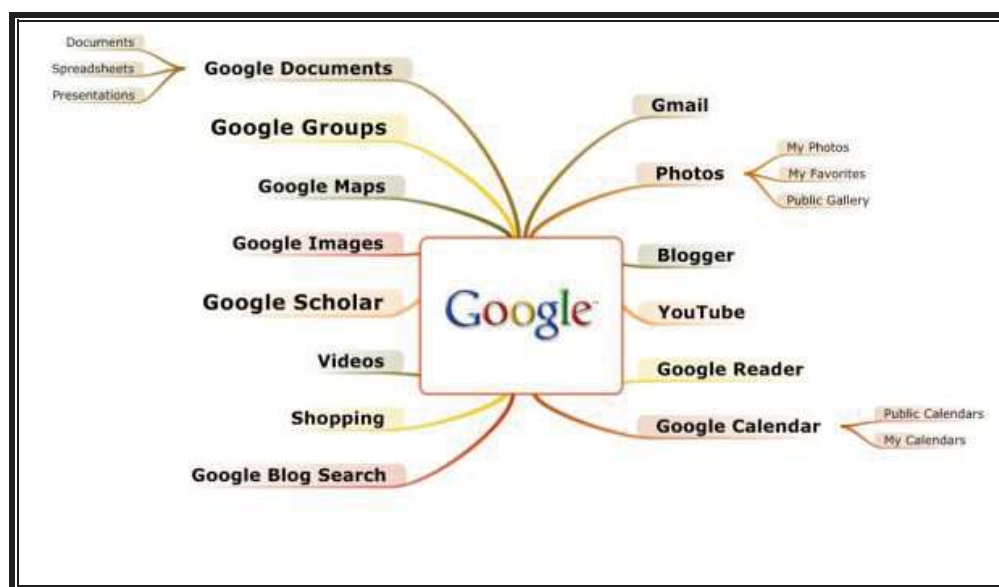 Documents
Spreadsheets
Presentations
Google Documents
Google Groups
Google Maps
Google Images
Google Scholar
Videos
Shopping
Google Blog Search
Google
Gmail
Photos
My Photos
My Favorites
Public Gallery
Blogger
YouTube
Google Reader
Google Calendar
Public Calendars
My Calendars